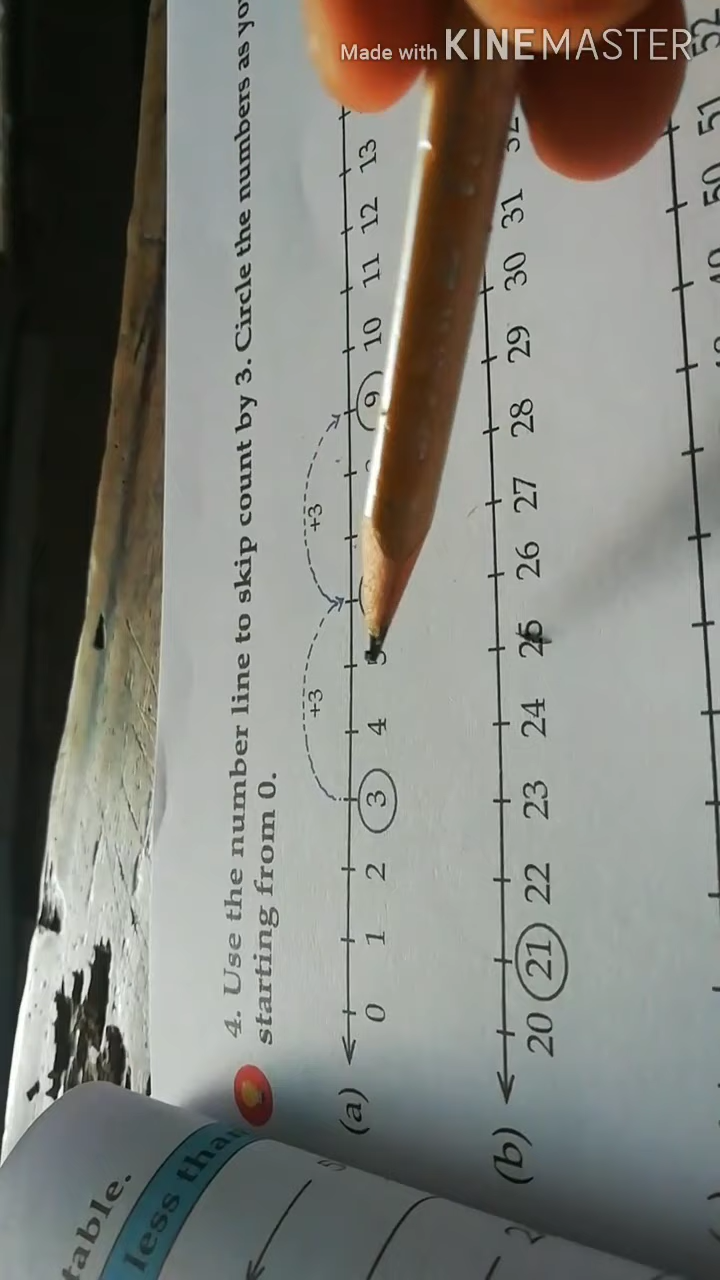 Made with KINEMASTER
table.
less than
4. Use the number line to skip count by 3. Circle the numbers as
starting from 0.
+3 +3
(a) 0 1 2 3 4 5 9 10 11 12 13
(b) 20 21 22 23 24 25 26 27 28 29 30 31
50 51 52